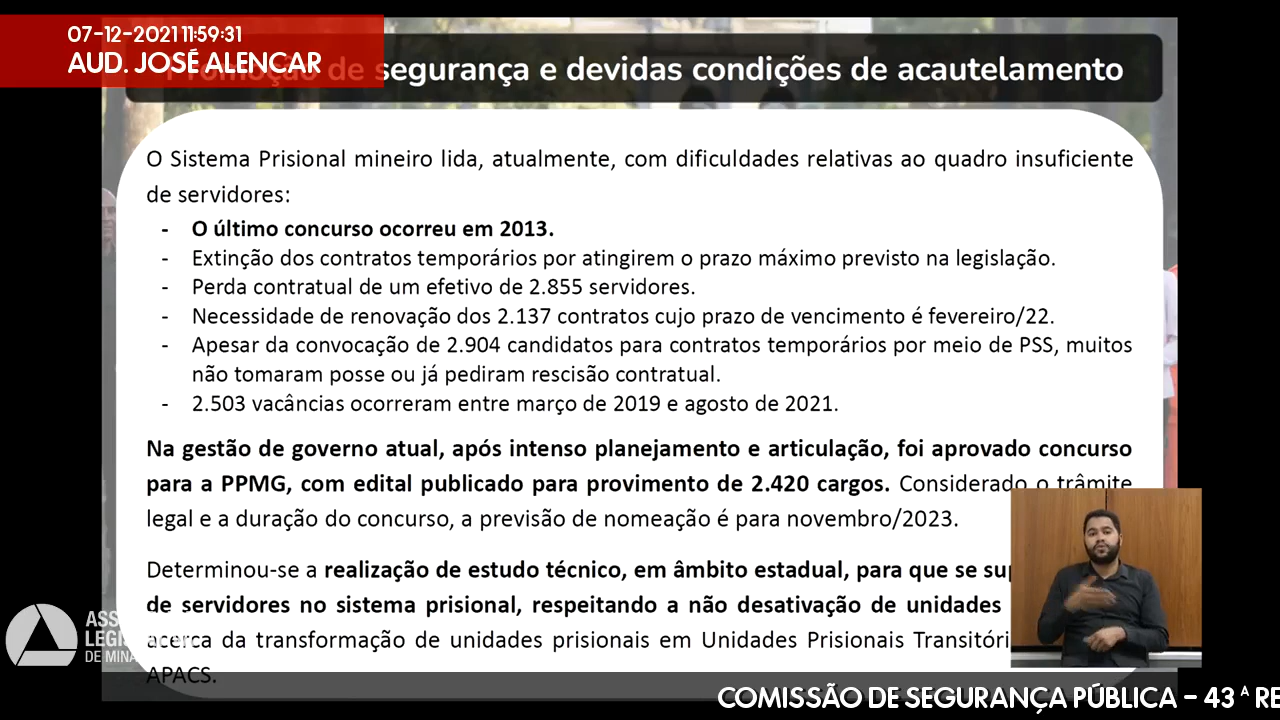 07-12-2021 11:59:31
AUD. JOSÉ ALENCAR
Promoção de segurança e devidas condições de acautelamento
O Sistema Prisional mineiro lida, atualmente, com dificuldades relativas ao quadro insuficiente
de servidores:
- O último concurso ocorreu em 2013.
- Extinção dos contratos temporários por atingirem o prazo máximo previsto na legislação.
- Perda contratual de um efetivo de 2.855 servidores.
- Necessidade de renovação dos 2.137 contratos cujo prazo de vencimento é fevereiro/22.
- Apesar da convocação de 2.904 candidatos para contratos temporários por meio de PSS, muitos
não tomaram posse ou já pediram rescisão contratual.
- 2.503 vacâncias ocorreram entre março de 2019 e agosto de 2021.
Na gestão de governo atual, após intenso planejamento e articulação, foi aprovado concurso
para a PPMG, com edital publicado para provimento de 2.420 cargos. Considerado o trâmite
legal e a duração do concurso, a previsão de nomeação é para novembro/2023.
Determinou-se a realização de estudo técnico, em âmbito estadual, para que se
de servidores no sistema prisional, respeitando a não desativação de unidades
acerca da transformação de unidades prisionais em Unidades Prisionais
APACS.
DE
COMISSÃO DE SEGURANÇA PÚBLICA - 43ª